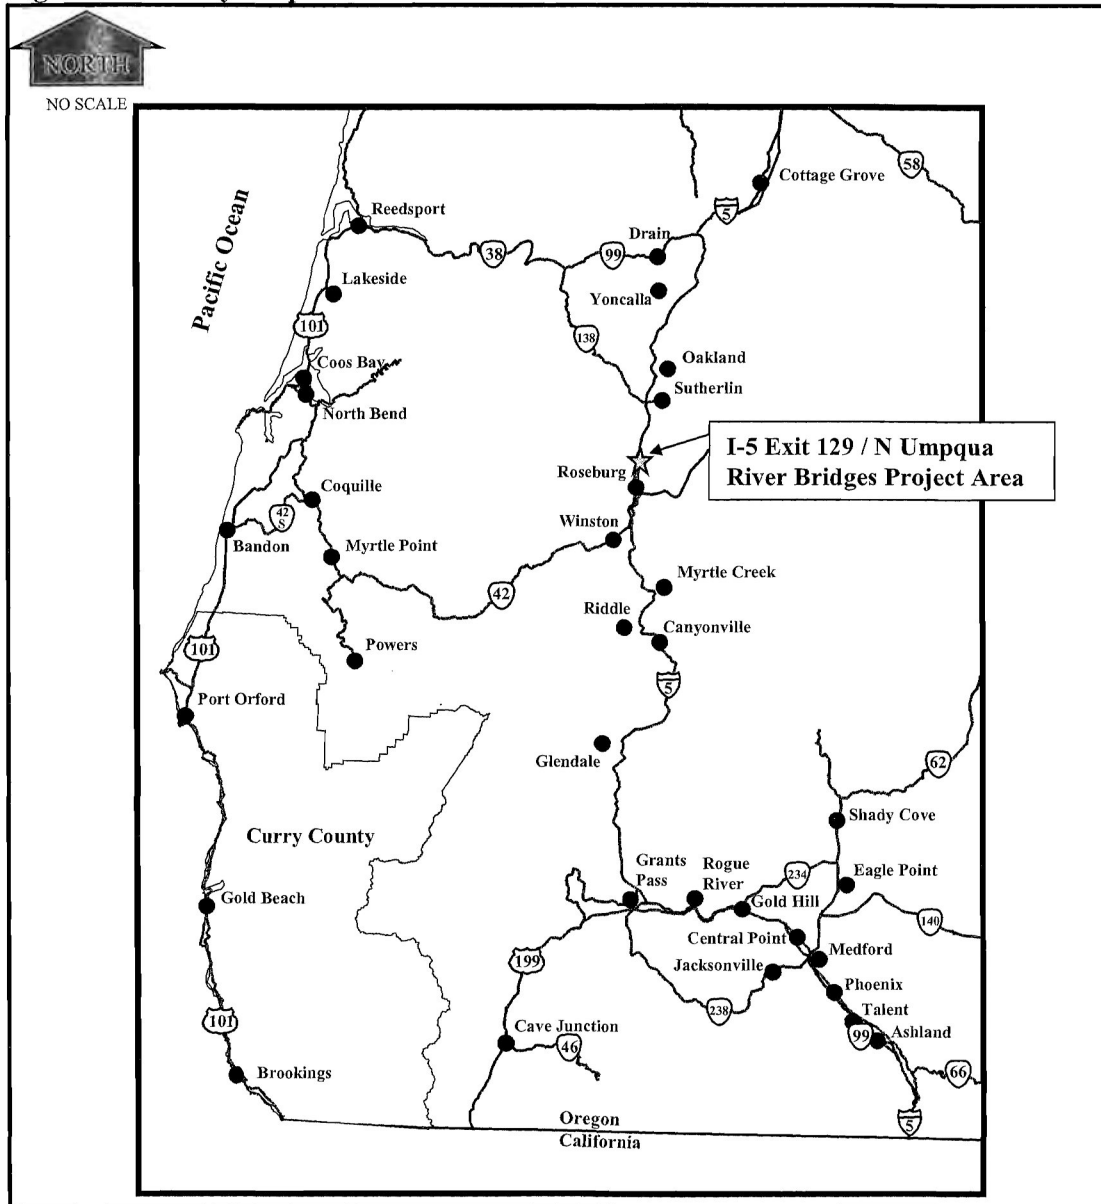 NORTH
NO SCALE
Pacific Ocean
Reedsport
Lakeside
101
Coos Bay
North Bend
38
99
Drain
Yoncalla
138
5
Cottage Grove
58
Oakland
Sutherlin
I-5 Exit 129 / N Umpqua
River Bridges Project Area
Roseburg
Winston
Coquille
42
S
Bandon
Myrtle Point
42
Myrtle Creek
Riddle
Canyonville
Powers
101
5
Port Orford
Glendale
62
Shady Cove
Curry County
Grants
Pass
Rogue
River
234
Eagle Point
Gold Beach
Gold Hill
140
Central Point
Medford
199
Jacksonville
Phoenix
238
Talent
99
Ashland
101
Cave Junction
46
66
Brookings
Oregon
California
5